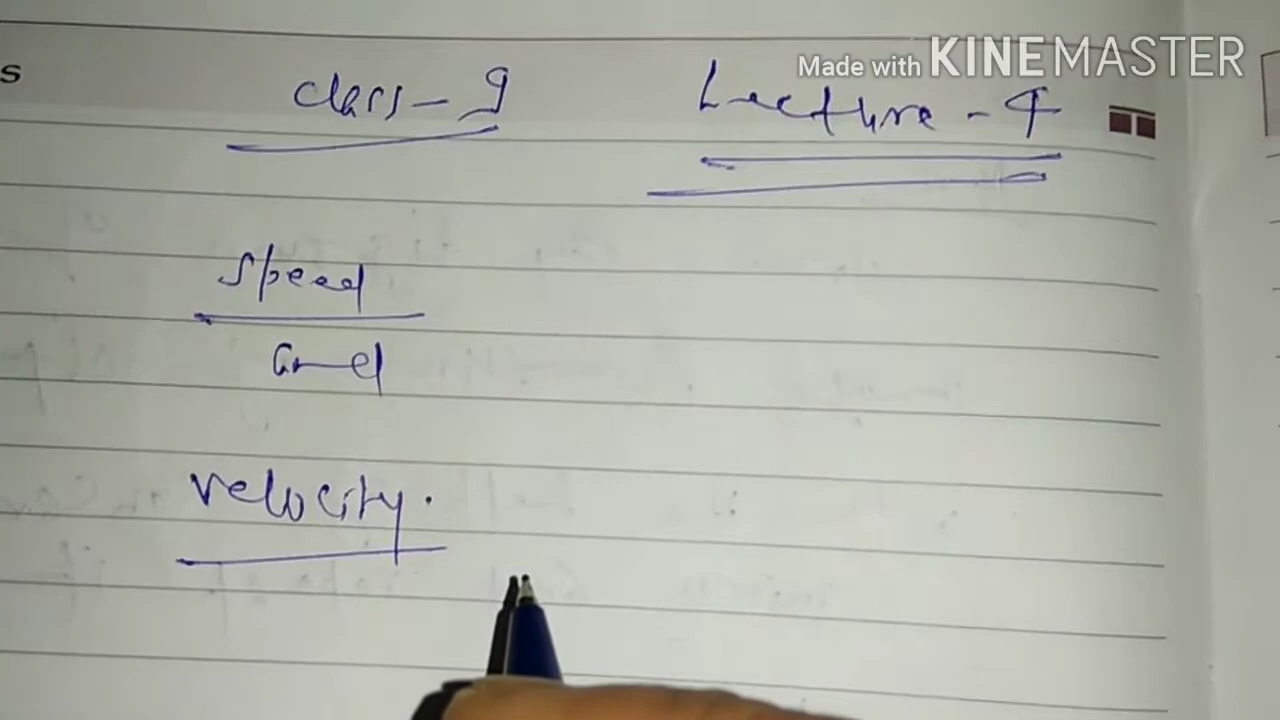 Made with KINEMASTER
s
class - 9 Lecture - 4
speed
and
velocity.